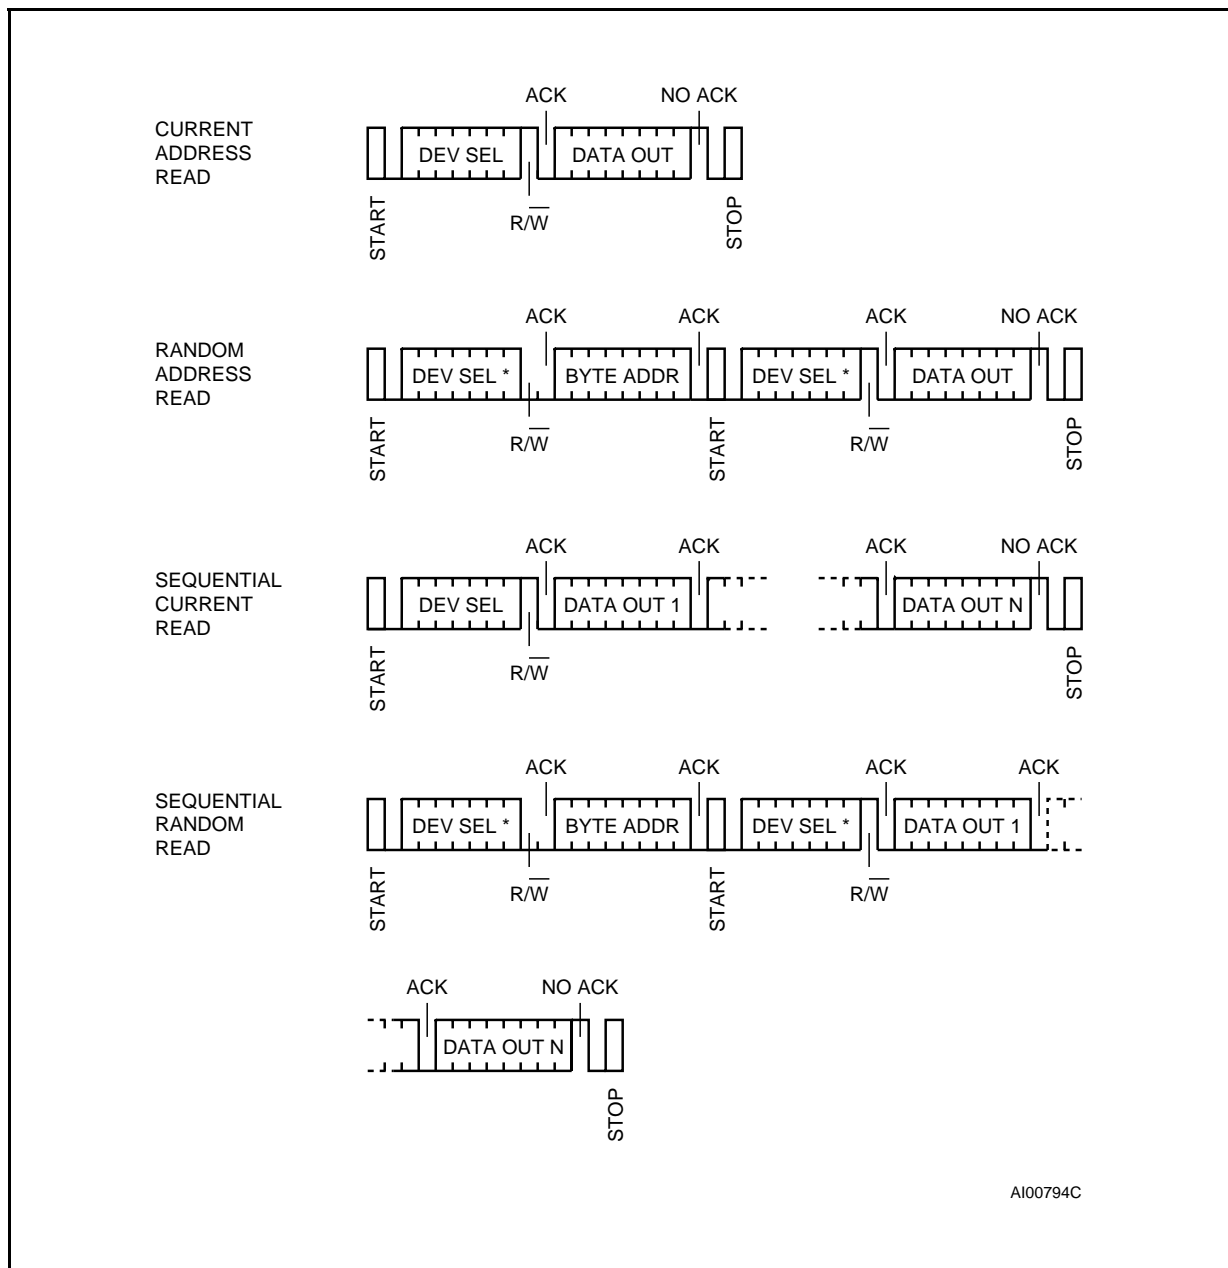 ACK NO ACK
CURRENT
ADDRESS
READ
DEV SEL DATA OUT
R/W̅
START STOP
ACK ACK ACK NO ACK
RANDOM
ADDRESS
READ
DEV SEL * BYTE ADDR DEV SEL * DATA OUT
R/W̅ R/W̅
START START STOP
ACK ACK ACK NO ACK
SEQUENTIAL
CURRENT
READ
DEV SEL DATA OUT 1 DATA OUT N
R/W̅
START STOP
ACK ACK ACK ACK
SEQUENTIAL
RANDOM
READ
DEV SEL * BYTE ADDR DEV SEL * DATA OUT 1
R/W̅ R/W̅
START START
ACK NO ACK
DATA OUT N
STOP
AI00794C